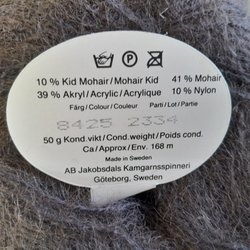 10 % Kid Mohair/Mohair Kid 41 % Mohair
39 % Akryl/Acrylic/Acrylique 10 % Nylon
Färg/Colour/Couleur Parti/Lot/Partie
8425 2334
50 g Kond.vikt/Cond.weight/Poids cond.
Ca/Approx/Env. 168 m
Made in Sweden
AB Jakobsdals Kamgarnsspinneri
Göteborg, Sweden